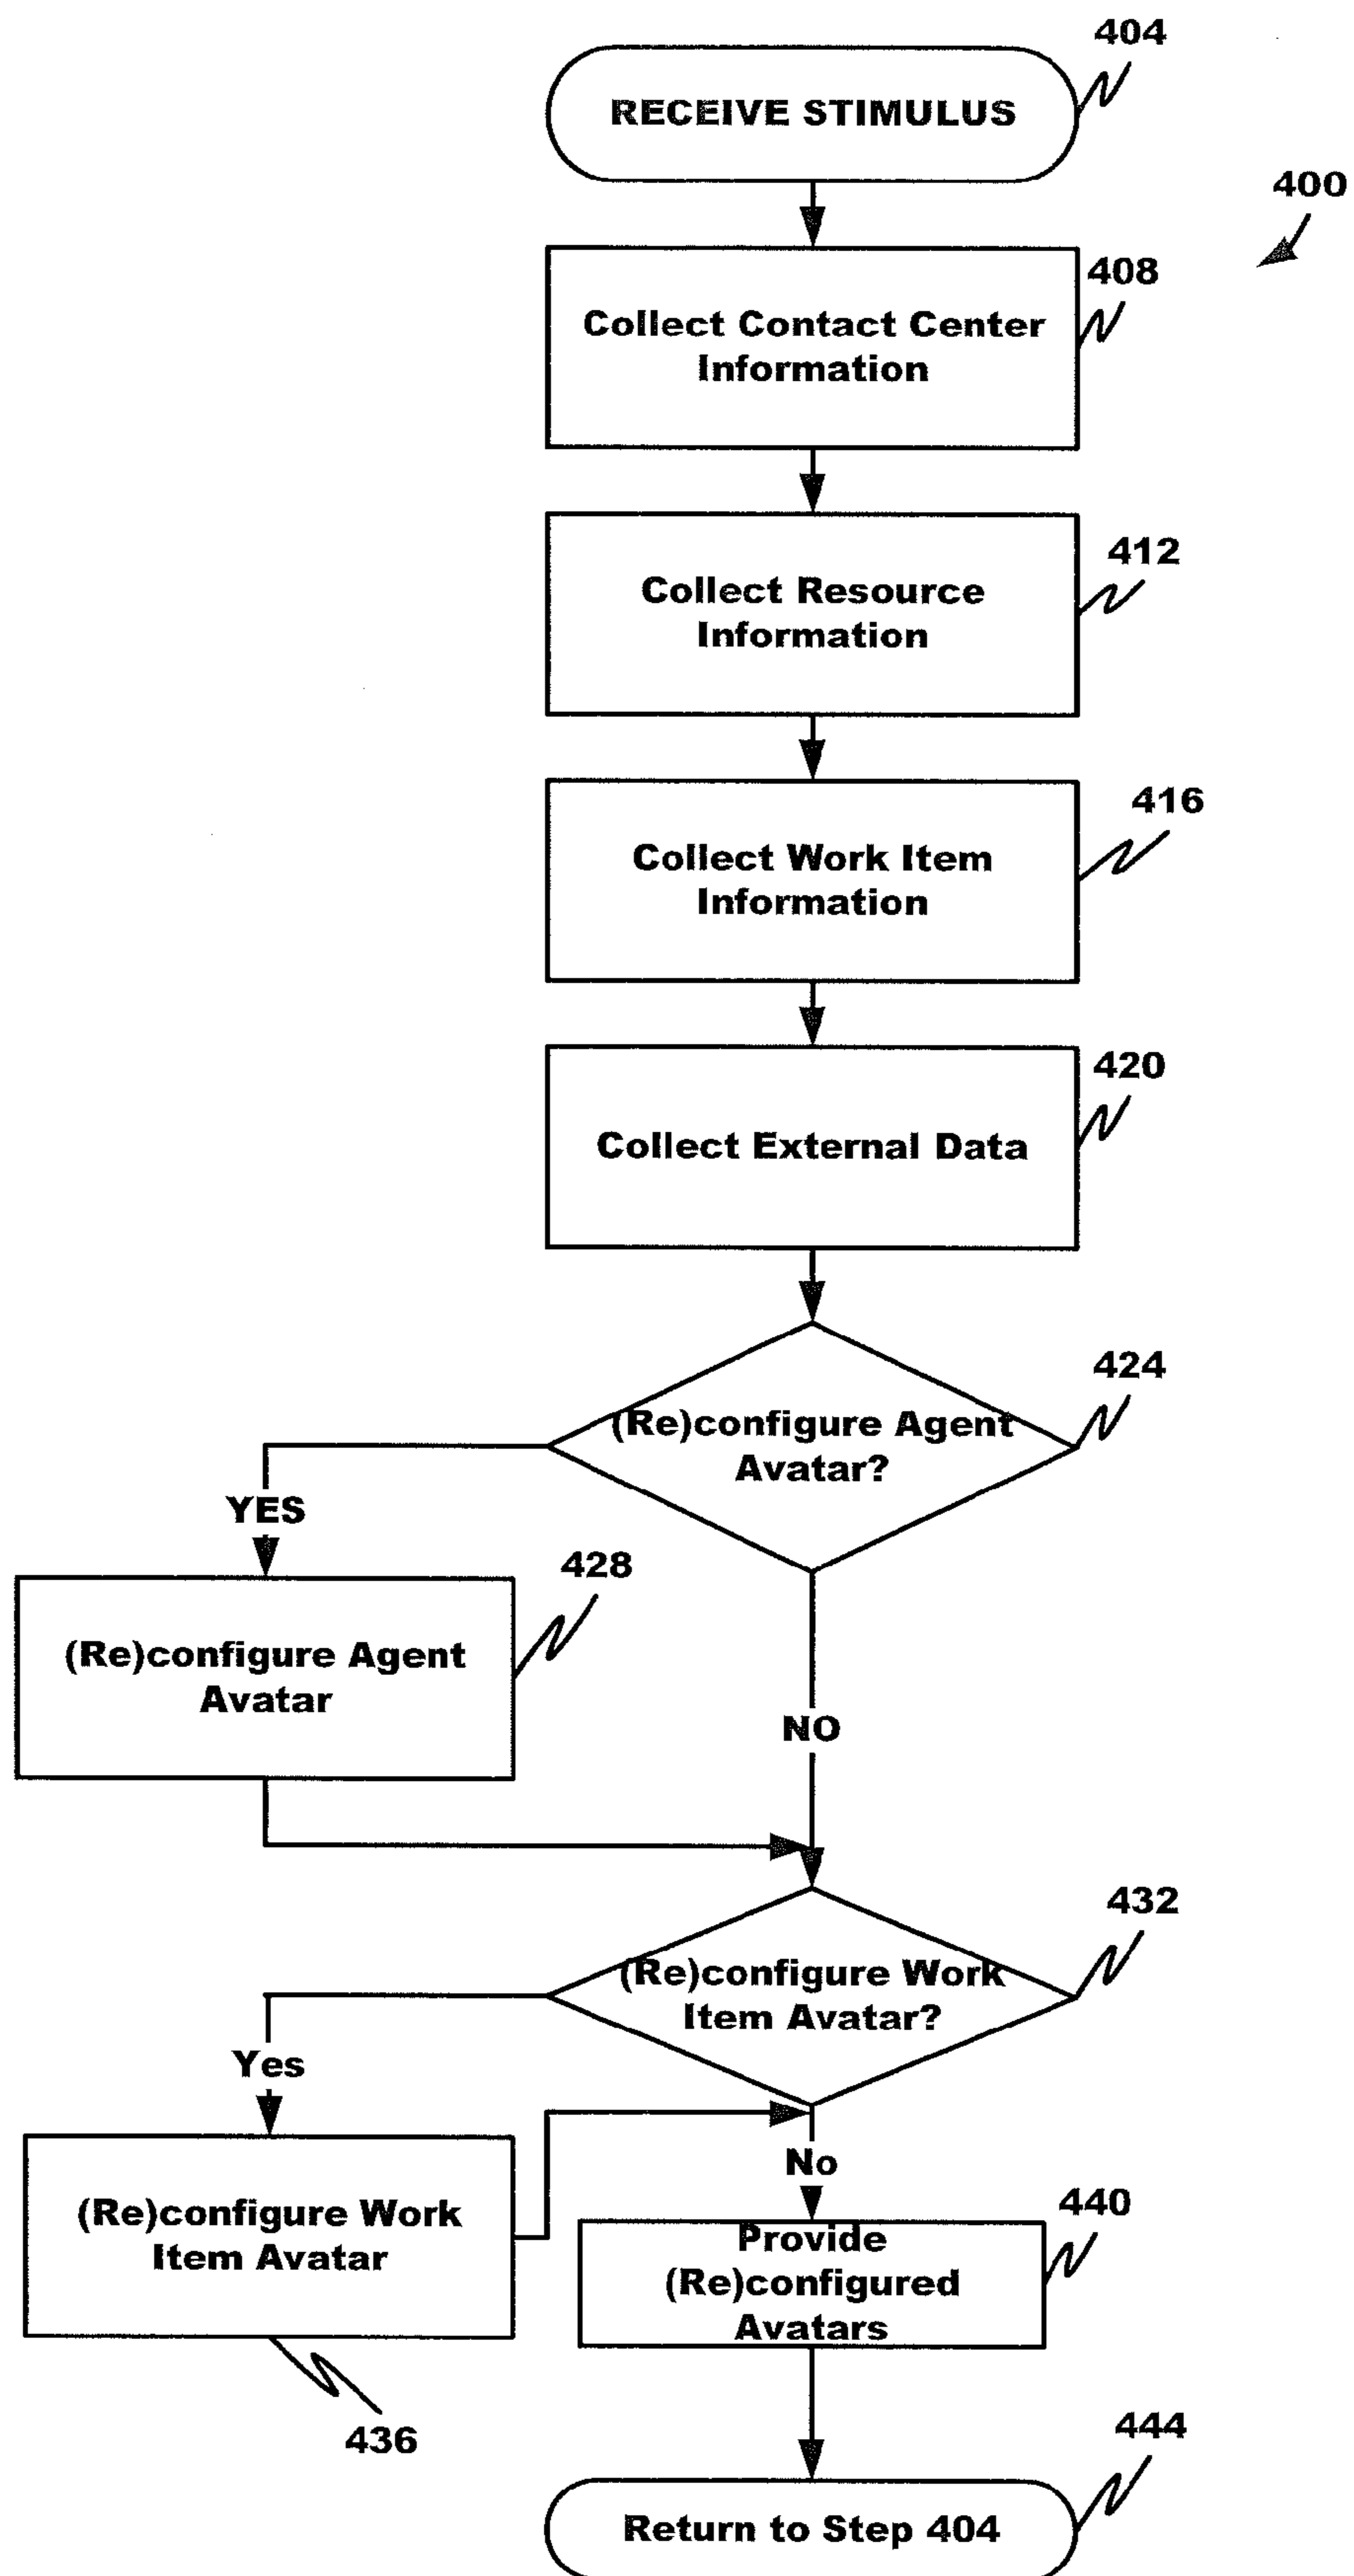 404
RECEIVE STIMULUS
400
408
Collect Contact Center
Information
412
Collect Resource
Information
416
Collect Work Item
Information
420
Collect External Data
424
(Re)configure Agent
Avatar?
YES
428
(Re)configure Agent
Avatar
NO
432
(Re)configure Work
Item Avatar?
Yes
No
(Re)configure Work
Item Avatar
436
440
Provide
(Re)configured
Avatars
444
Return to Step 404